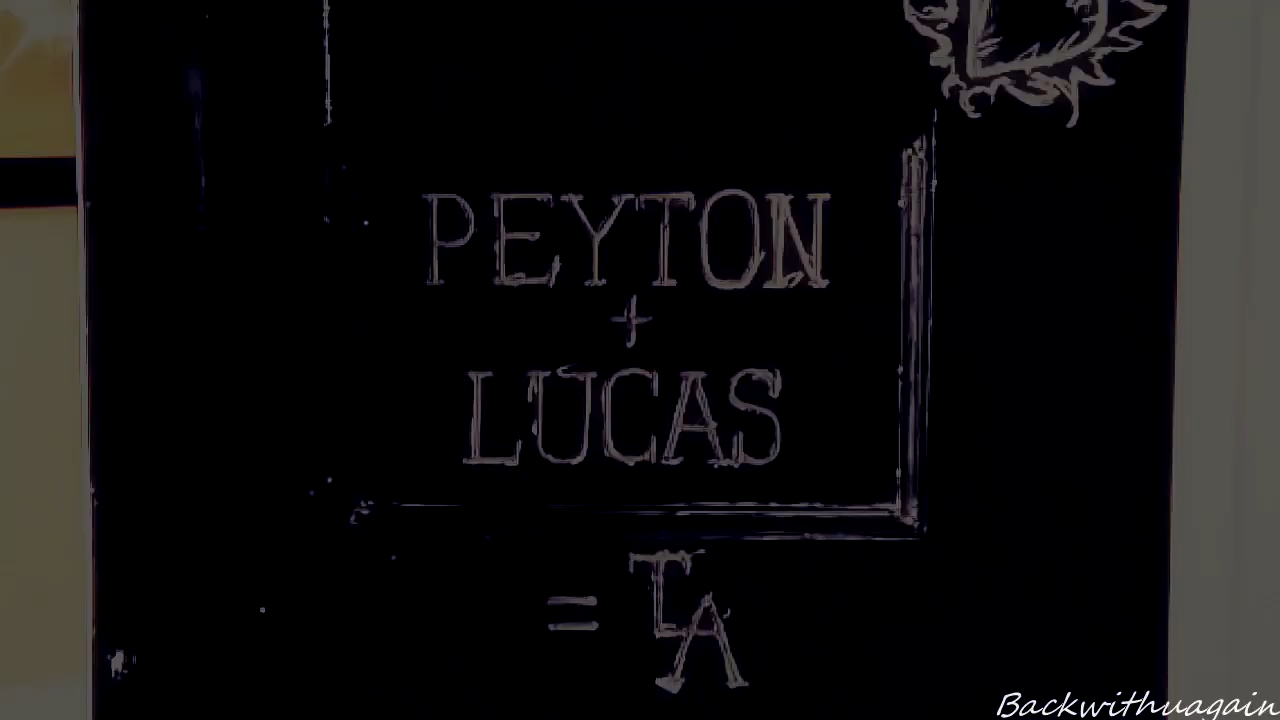 PEYTON
+
LUCAS
= TA
Backwithuagain